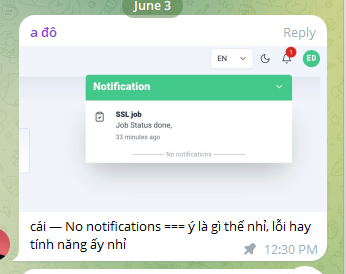 June 3
a đô
Reply
EN
1
ED
Notification
SSL job
Job Status done,
33 minutes ago
No notifications
cái — No notifications === ý là gì thế nhỉ, lỗi hay
tính năng ấy nhỉ
12:30 PM